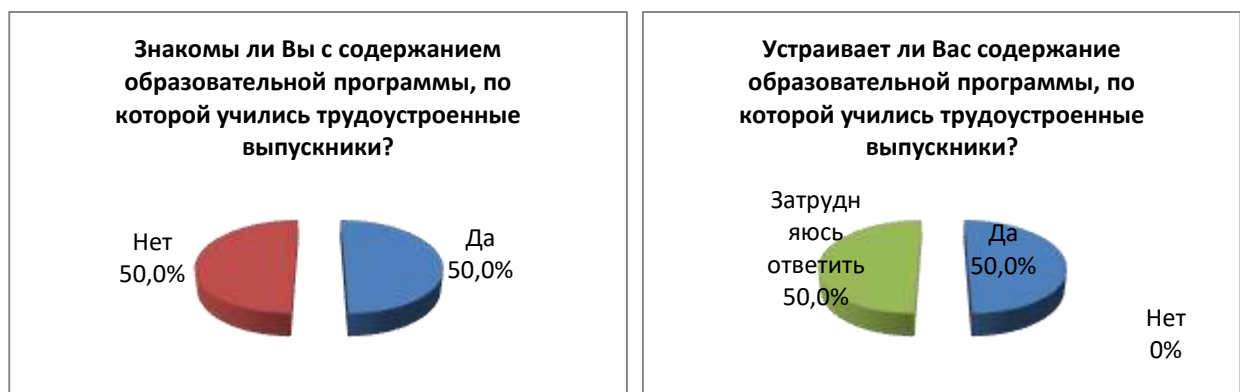 Знакомы ли Вы с содержанием
образовательной программы, по
которой учились трудоустроенные
выпускники?
Нет
50,0%
Да
50,0%
Устраивает ли Вас содержание
образовательной программы, по
которой учились трудоустроенные
выпускники?
Затрудн
яюсь
ответить
50,0%
Да
50,0%
Нет
0%